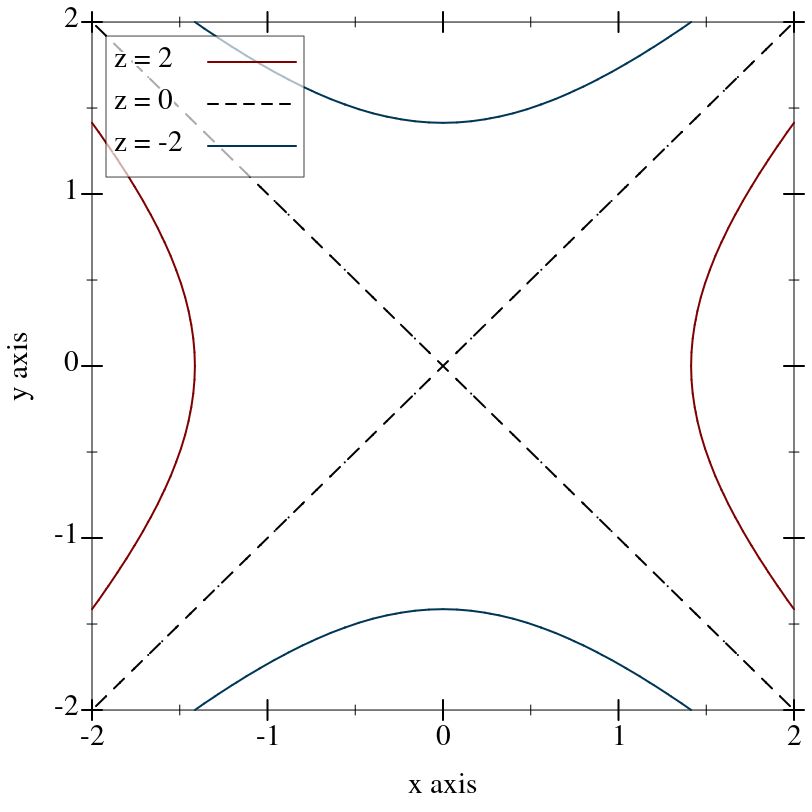 2
z = 2
z = 0
z = -2
1
0
y axis
-1
-2
-2 -1 0 1 2
x axis